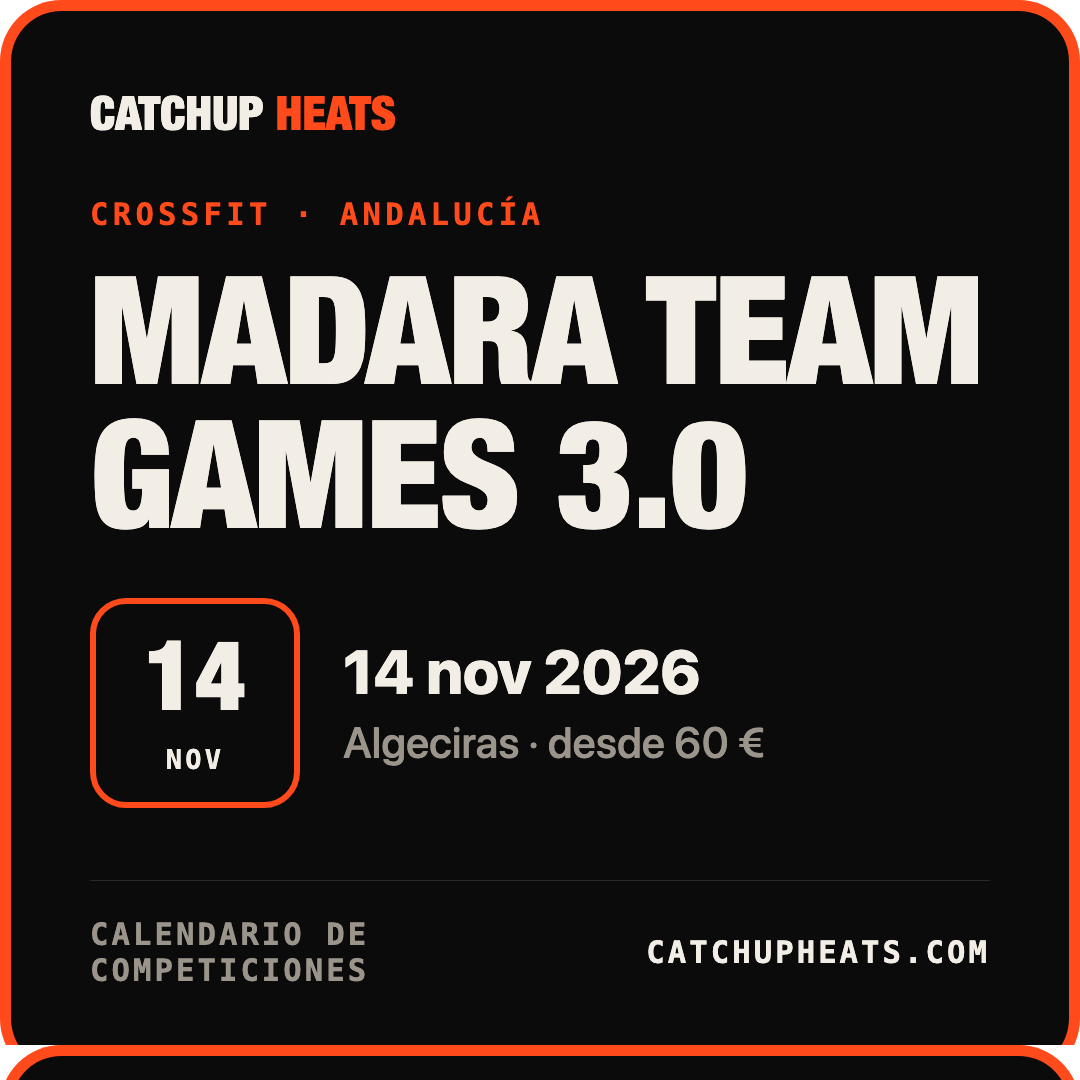 CATCHUP HEATS
CROSSFIT · ANDALUCÍA
MADARA TEAM
GAMES 3.0
14
NOV
14 nov 2026
Algeciras · desde 60 €
CALENDARIO DE
COMPETICIONES
CATCHUPHEATS.COM